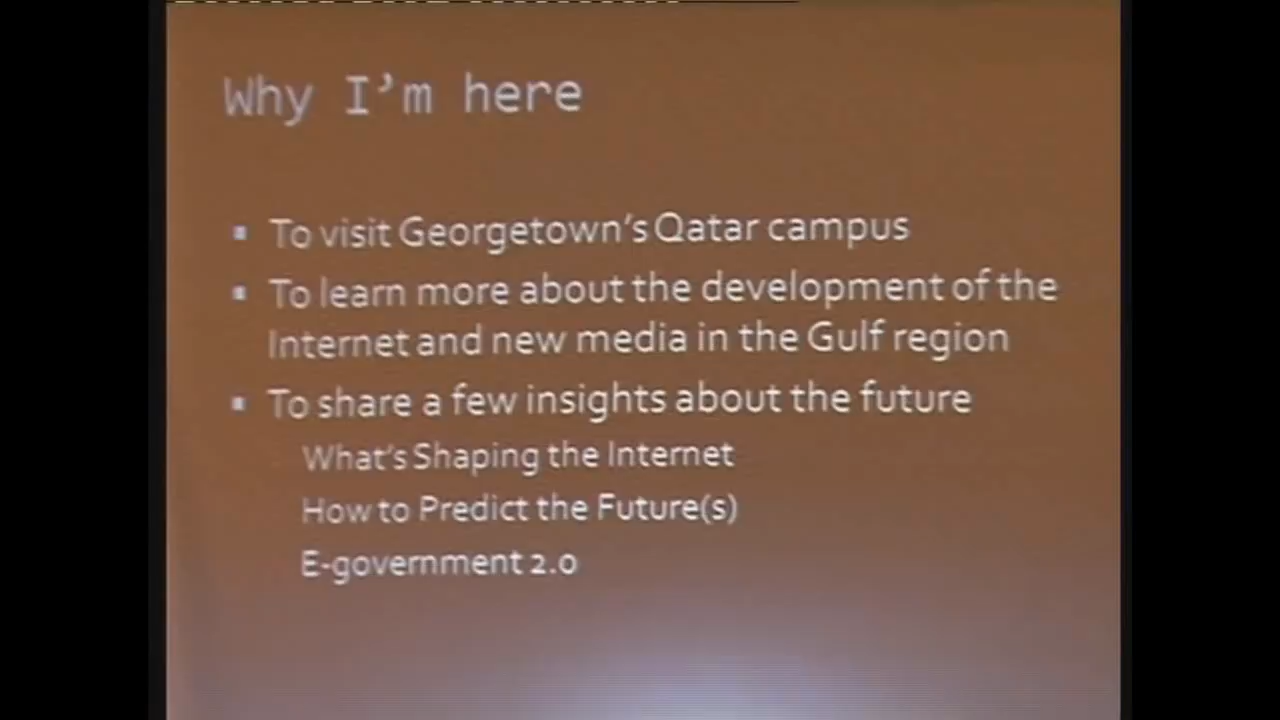 Why I'm here
▪ To visit Georgetown's Qatar campus
▪ To learn more about the development of the
Internet and new media in the Gulf region
▪ To share a few insights about the future
What's Shaping the Internet
How to Predict the Future(s)
E-government 2.0